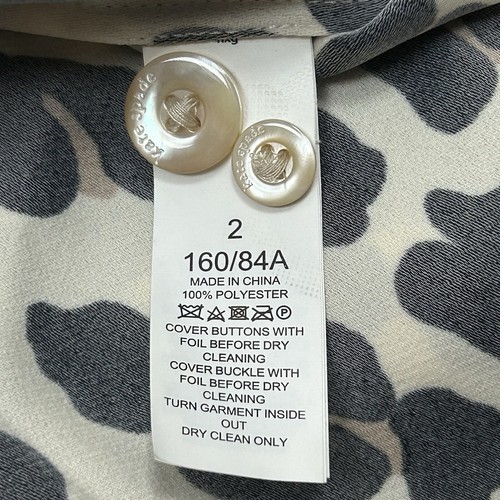 kate spade
kate spade
2
160/84A
MADE IN CHINA
100% POLYESTER
COVER BUTTONS WITH
FOIL BEFORE DRY
CLEANING
COVER BUCKLE WITH
FOIL BEFORE DRY
CLEANING
TURN GARMENT INSIDE
OUT
DRY CLEAN ONLY